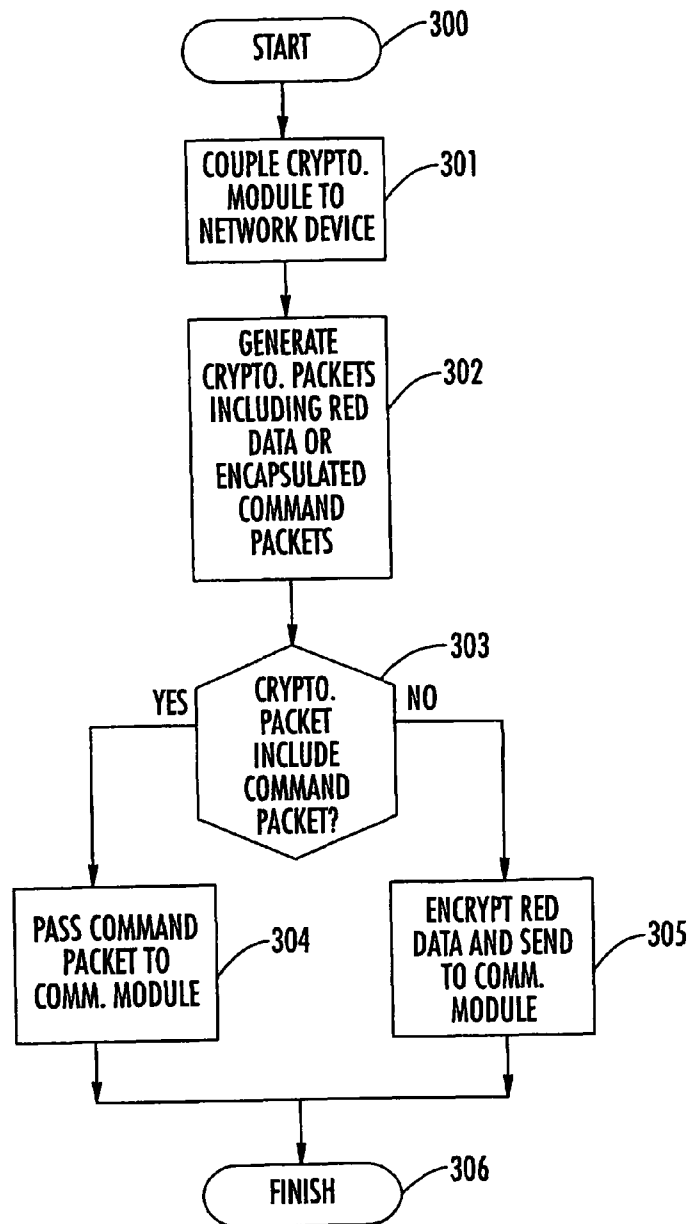 START
300
COUPLE CRYPTO.
MODULE TO
NETWORK DEVICE
301
GENERATE
CRYPTO. PACKETS
INCLUDING RED
DATA OR
ENCAPSULATED
COMMAND
PACKETS
302
303
YES
CRYPTO.
PACKET
INCLUDE
COMMAND
PACKET?
NO
PASS COMMAND
PACKET TO
COMM. MODULE
304
ENCRYPT RED
DATA AND SEND
TO COMM.
MODULE
305
FINISH
306